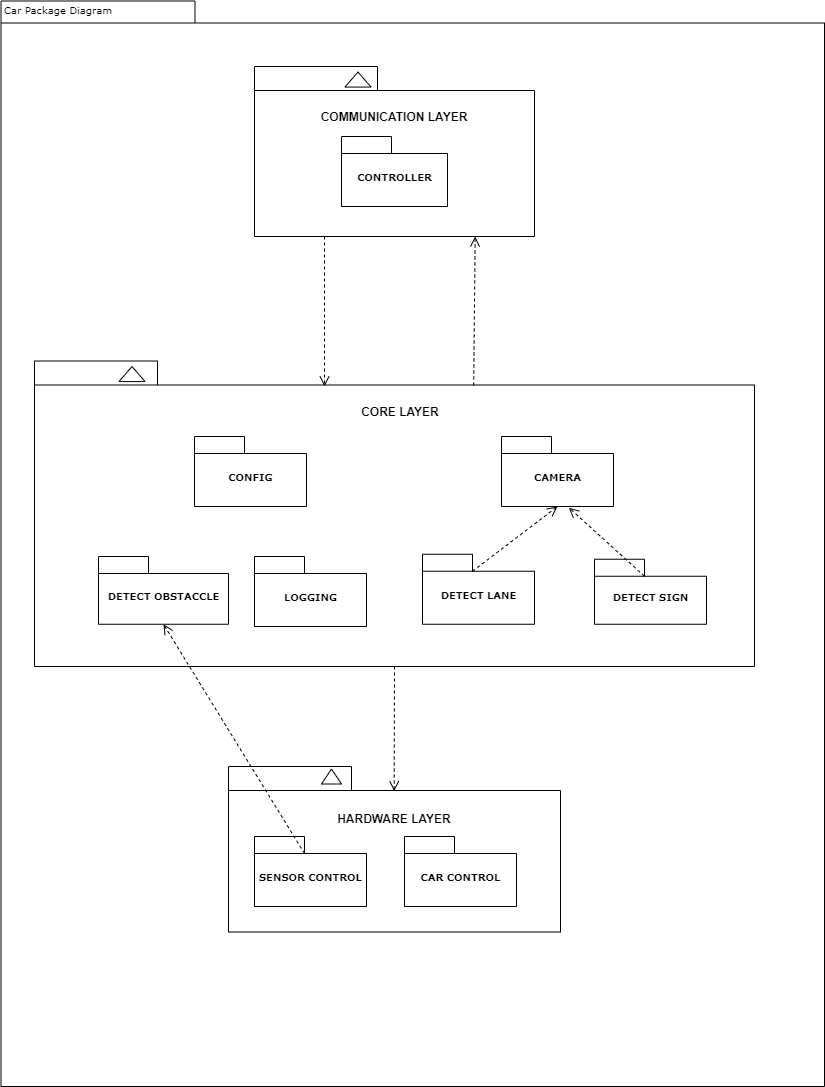 Car Package Diagram
COMMUNICATION LAYER
CONTROLLER
CORE LAYER
CONFIG
CAMERA
DETECT OBSTACCLE
LOGGING
DETECT LANE
DETECT SIGN
HARDWARE LAYER
SENSOR CONTROL
CAR CONTROL